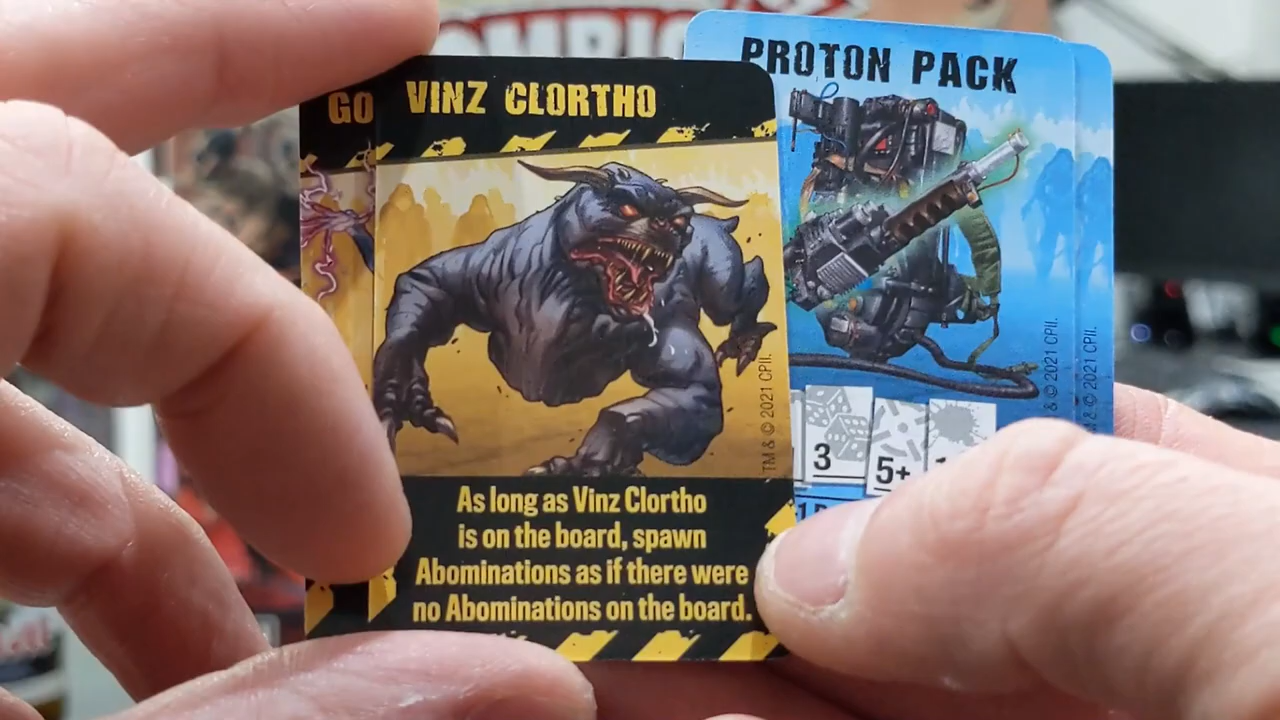 GO
VINZ CLORTHO
TM & © 2021 CPII.
As long as Vinz Clortho
is on the board, spawn
Abominations as if there were
no Abominations on the board.
PROTON PACK
& © 2021 CPII.
& © 2021 CPII.
3
5+